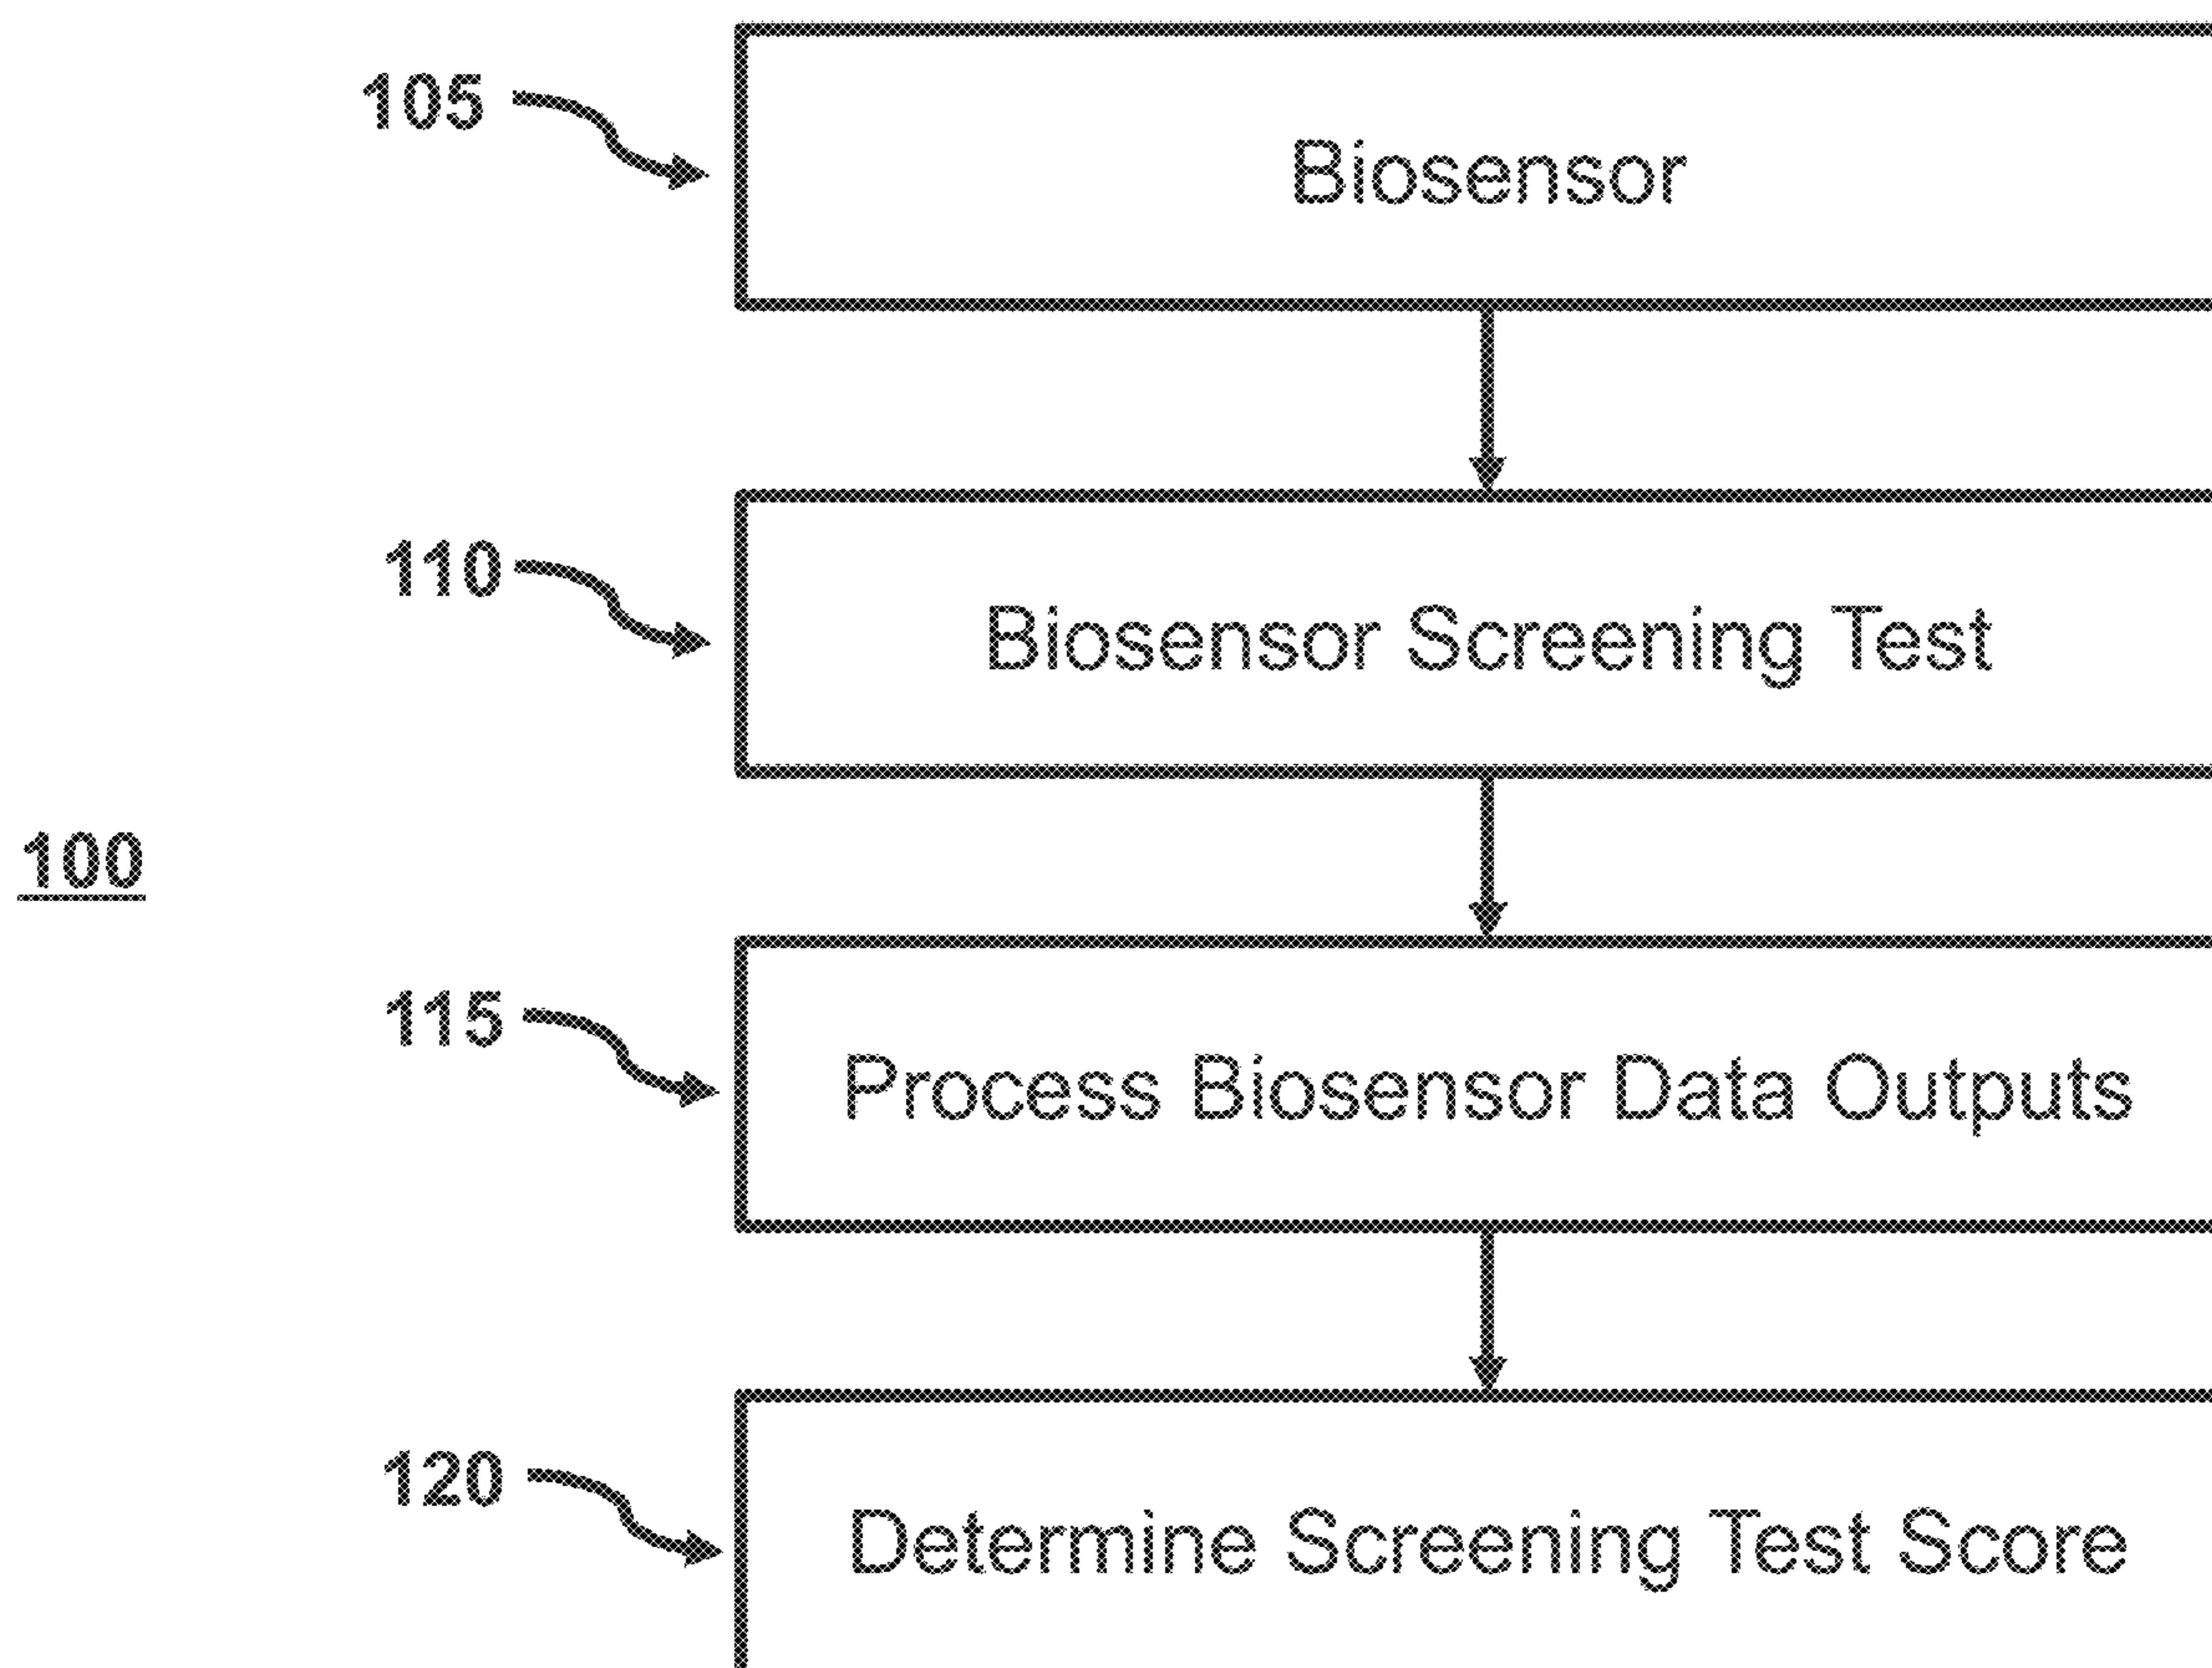 105
Biosensor
110
Biosensor Screening Test
100
115
Process Biosensor Data Outputs
120
Determine Screening Test Score